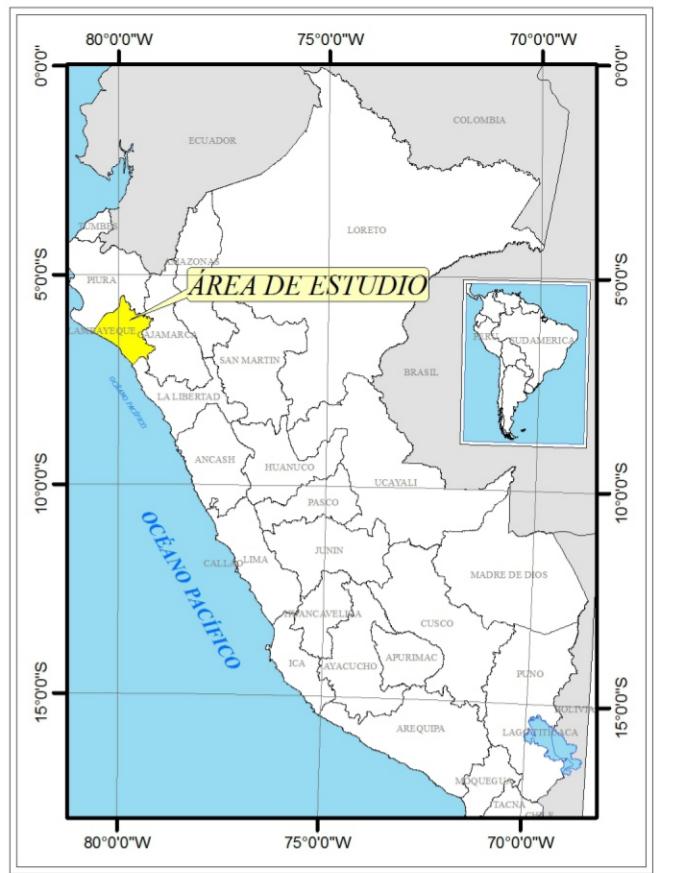 80°0'0"W 75°0'0"W 70°0'0"W
0°0'0" 0°0'0"
COLOMBIA
ECUADOR
TUMBES
LORETO
AMAZONAS
5°0'0"S 5°0'0"S
PIURA
ÁREA DE ESTUDIO
LAMBAYEQUE
CAJAMARCA
PERU
SUDAMERICA
SAN MARTIN
BRASIL
OCÉANO PACÍFICO
LA LIBERTAD
ANCASH
HUANUCO
UCAYALI
10°0'0"S 10°0'0"S
PASCO
OCÉANO PACÍFICO
JUNIN
CALLAO
LIMA
MADRE DE DIOS
HUANCAVELICA
CUSCO
ICA
AYACUCHO
APURIMAC
PUNO
15°0'0"S 15°0'0"S
BOLIVIA
AREQUIPA
LAGO TITICACA
MOQUEGUA
TACNA
CHILE
80°0'0"W 75°0'0"W 70°0'0"W